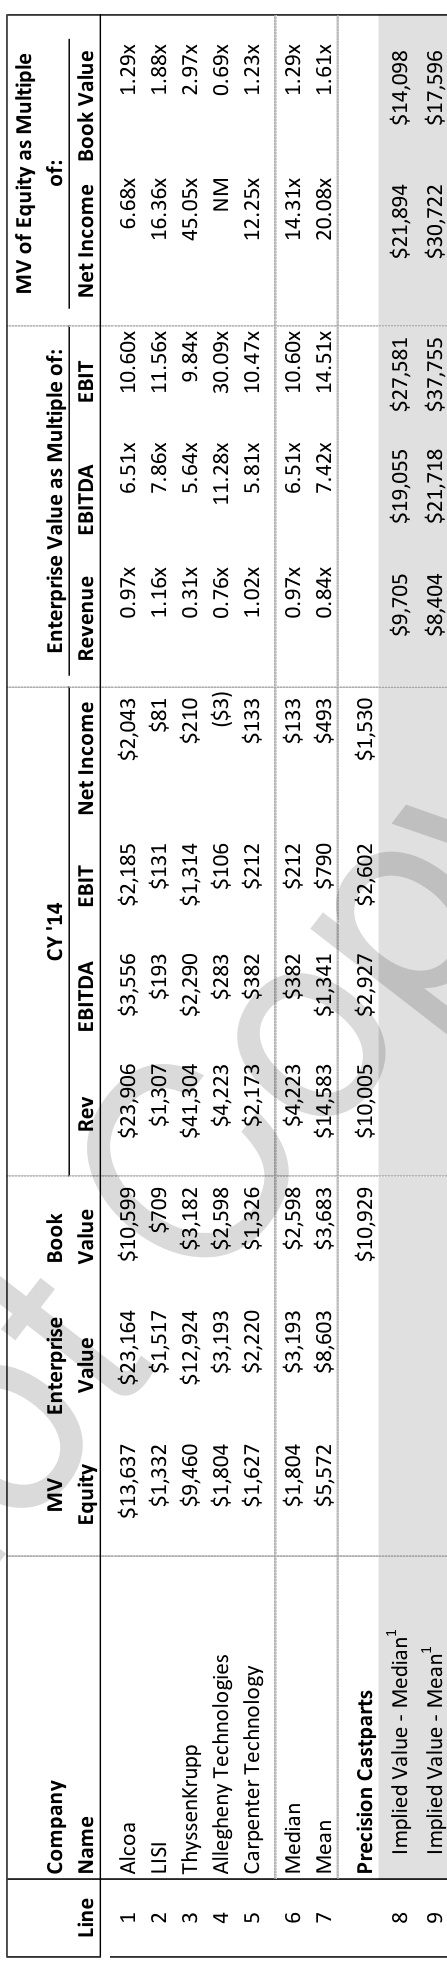 MV of Equity as Multiple
Company MV Enterprise Book CY '14 Enterprise Value as Multiple of: of:
Line Name Equity Value Value Rev EBITDA EBIT Net Income Revenue EBITDA EBIT Net Income Book Value
1 Alcoa $13,637 $23,164 $10,599 $23,906 $3,556 $2,185 $2,043 0.97x 6.51x 10.60x 6.68x 1.29x
2 LISI $1,332 $1,517 $709 $1,307 $193 $131 $81 1.16x 7.86x 11.56x 16.36x 1.88x
3 ThyssenKrupp $9,460 $12,924 $3,182 $41,304 $2,290 $1,314 $210 0.31x 5.64x 9.84x 45.05x 2.97x
4 Allegheny Technologies $1,804 $3,193 $2,598 $4,223 $283 $106 ($3) 0.76x 11.28x 30.09x NM 0.69x
5 Carpenter Technology $1,627 $2,220 $1,326 $2,173 $382 $212 $133 1.02x 5.81x 10.47x 12.25x 1.23x
6 Median $1,804 $3,193 $2,598 $4,223 $382 $212 $133 0.97x 6.51x 10.60x 14.31x 1.29x
7 Mean $5,572 $8,603 $3,683 $14,583 $1,341 $790 $493 0.84x 7.42x 14.51x 20.08x 1.61x
Precision Castparts $10,929 $10,005 $2,927 $2,602 $1,530
8 Implied Value - Median¹ $9,705 $19,055 $27,581 $21,894 $14,098
9 Implied Value - Mean¹ $8,404 $21,718 $37,755 $30,722 $17,596